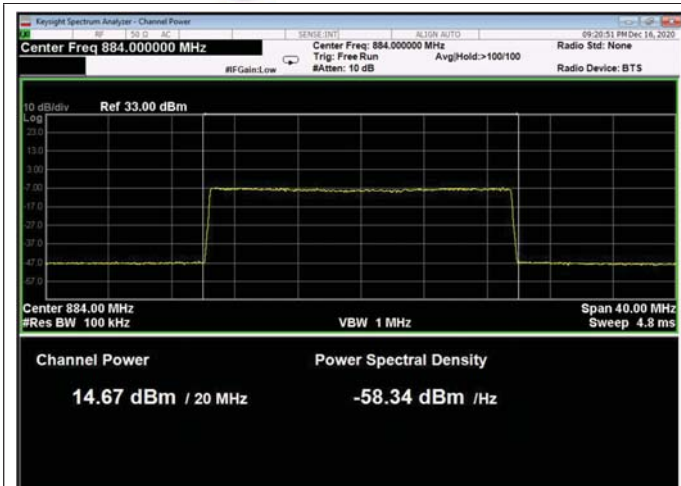 Keysight Spectrum Analyzer - Channel Power
RF 50 Ω AC SENSE:INT ALIGN AUTO 09:20:51 PM Dec 16, 2020
Center Freq 884.000000 MHz Center Freq: 884.000000 MHz Radio Std: None
Trig: Free Run Avg|Hold:>100/100
#IFGain:Low #Atten: 10 dB Radio Device: BTS
10 dB/div Ref 33.00 dBm
Log
23.0
13.0
3.00
-7.00
-17.0
-27.0
-37.0
-47.0
-57.0
Center 884.00 MHz Span 40.00 MHz
#Res BW 100 kHz VBW 1 MHz Sweep 4.8 ms
Channel Power Power Spectral Density
14.67 dBm / 20 MHz -58.34 dBm /Hz